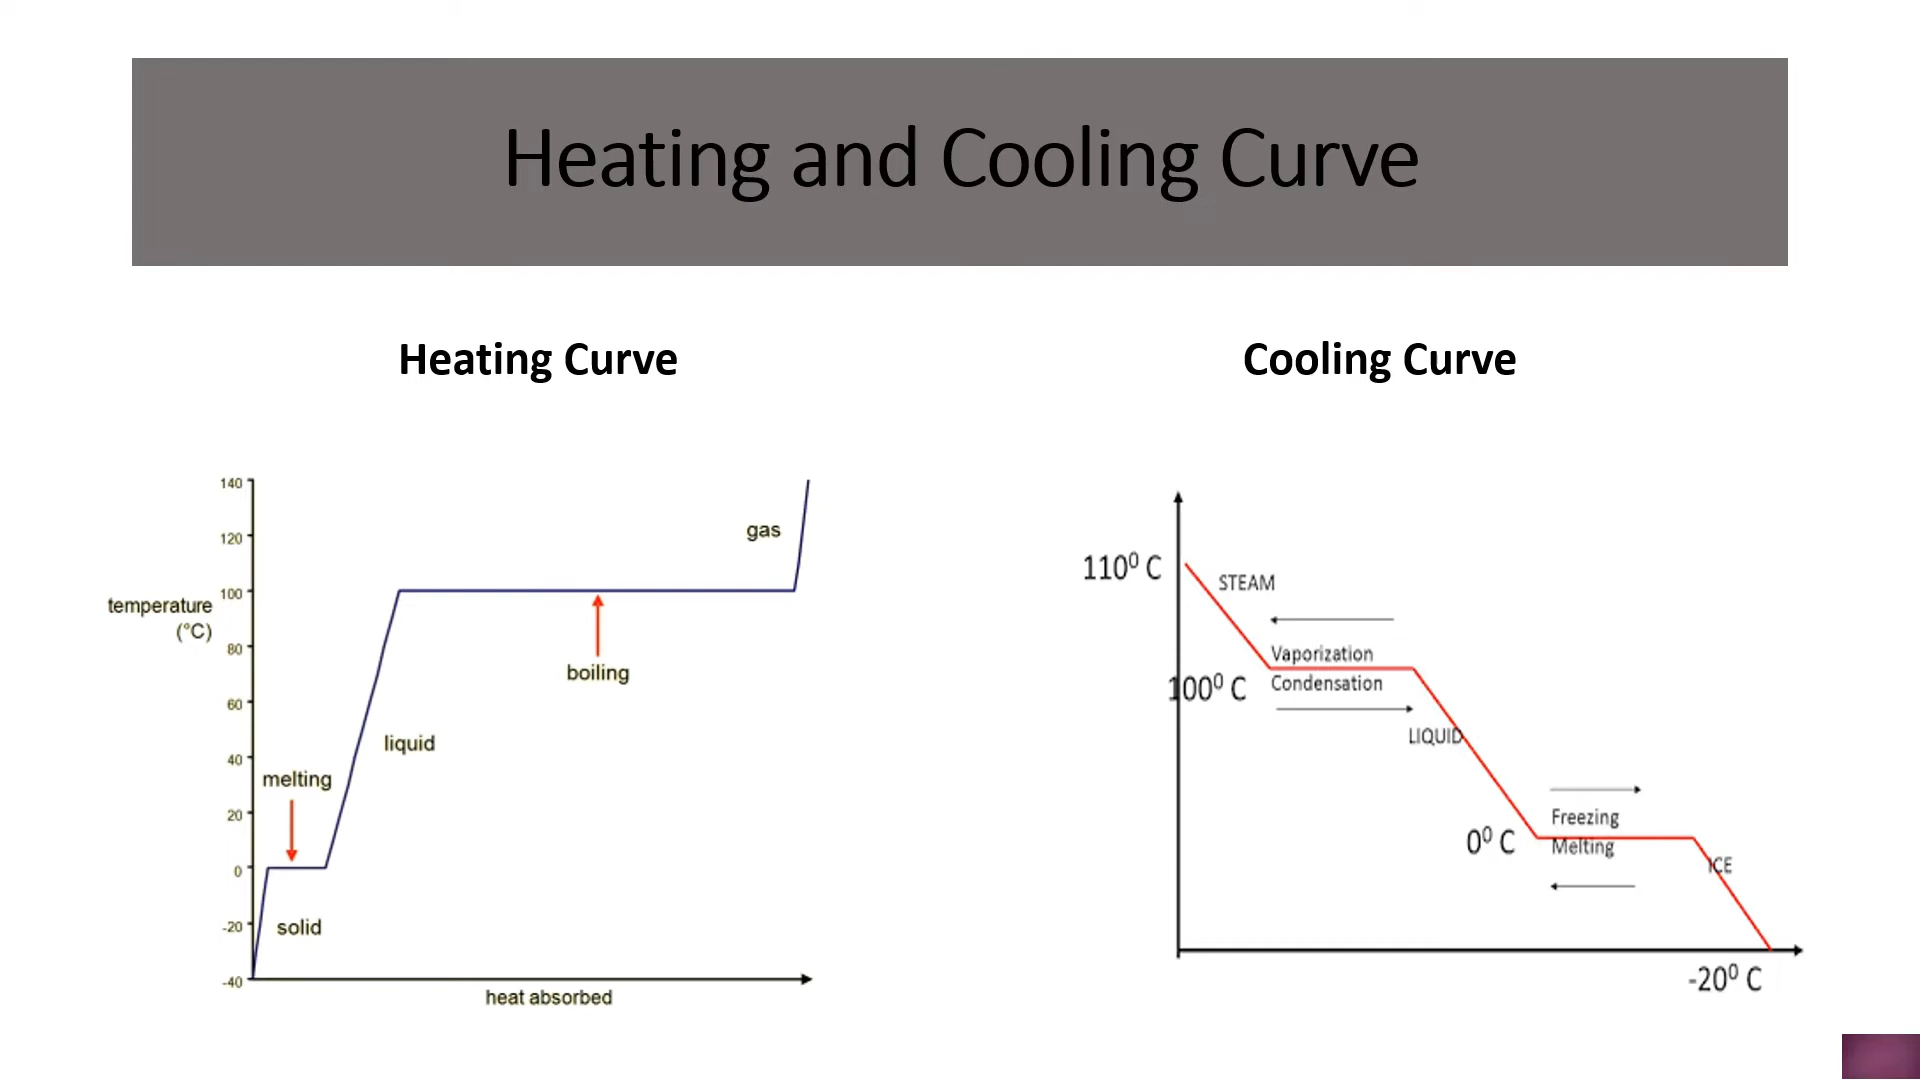 Heating and Cooling Curve
Heating Curve
Cooling Curve
140
120
100
80
60
40
20
0
-20
-40
temperature
(°C)
gas
boiling
liquid
melting
solid
heat absorbed
110⁰ C
STEAM
Vaporization
100⁰ C
Condensation
LIQUID
Freezing
0⁰ C
Melting
ICE
-20⁰ C